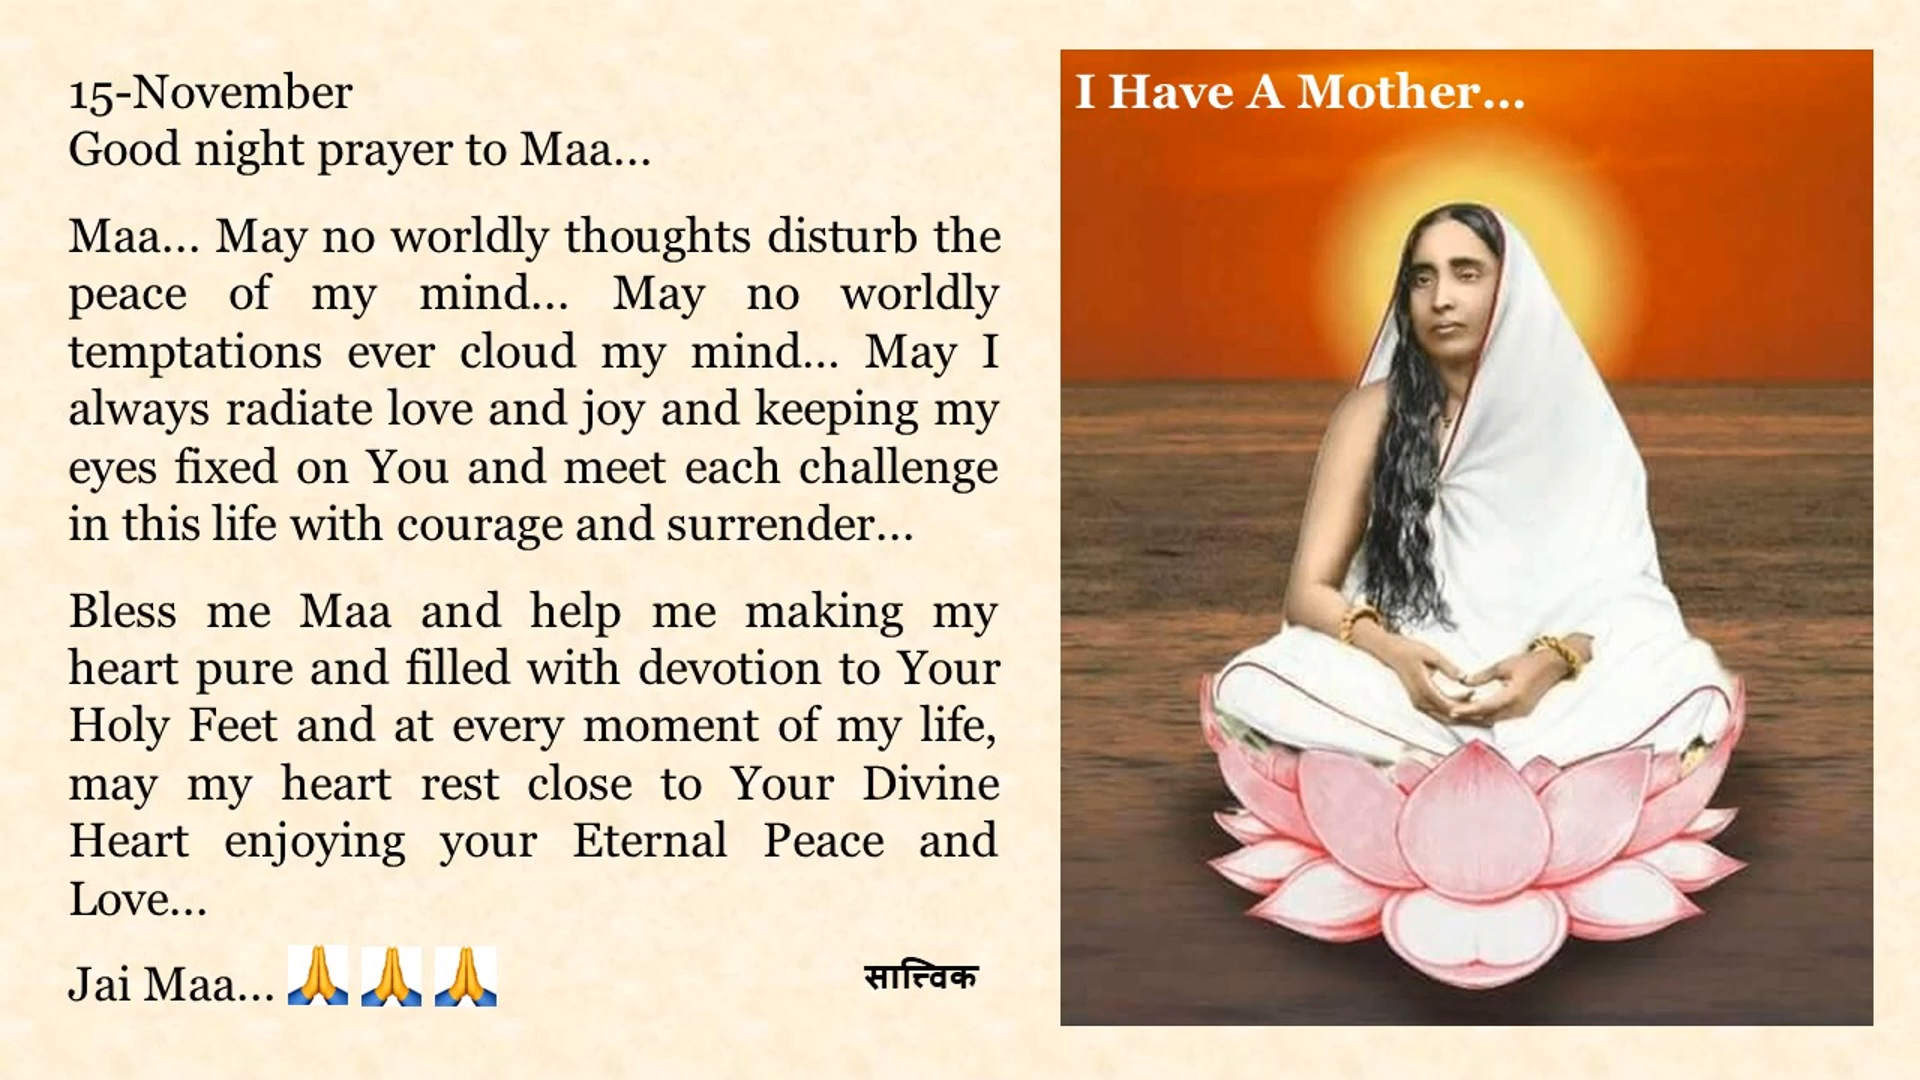 15-November
Good night prayer to Maa...
Maa... May no worldly thoughts disturb the
peace of my mind... May no worldly
temptations ever cloud my mind... May I
always radiate love and joy and keeping my
eyes fixed on You and meet each challenge
in this life with courage and surrender...
Bless me Maa and help me making my
heart pure and filled with devotion to Your
Holy Feet and at every moment of my life,
may my heart rest close to Your Divine
Heart enjoying your Eternal Peace and
Love...
Jai Maa... 🙏 🙏 🙏
सात्त्विक
I Have A Mother...